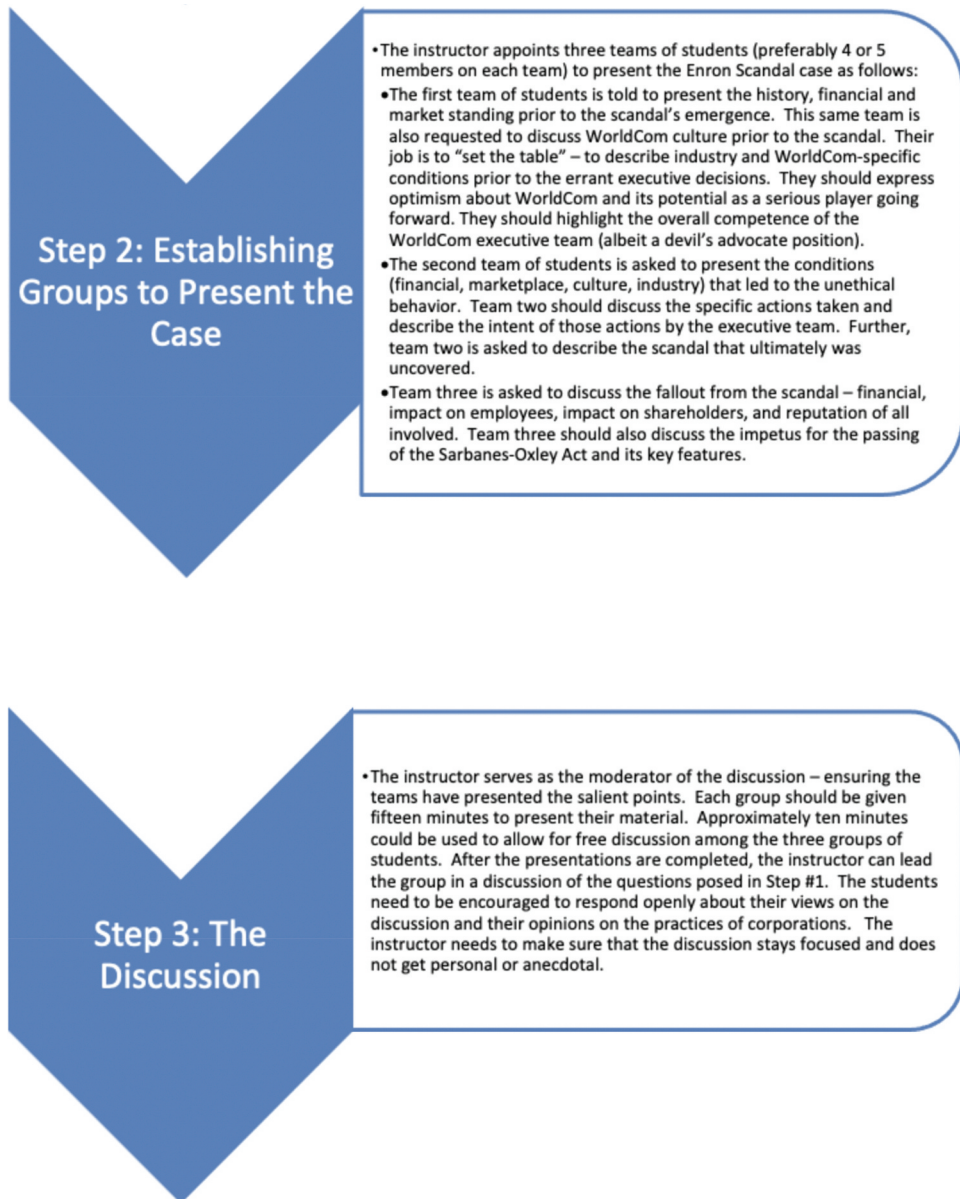 Step 2: Establishing
Groups to Present the
Case
•The instructor appoints three teams of students (preferably 4 or 5
members on each team) to present the Enron Scandal case as follows:
•The first team of students is told to present the history, financial and
market standing prior to the scandal's emergence.  This same team is
also requested to discuss WorldCom culture prior to the scandal.  Their
job is to “set the table” – to describe industry and WorldCom-specific
conditions prior to the errant executive decisions.  They should express
optimism about WorldCom and its potential as a serious player going
forward. They should highlight the overall competence of the
WorldCom executive team (albeit a devil's advocate position).
•The second team of students is asked to present the conditions
(financial, marketplace, culture, industry) that led to the unethical
behavior.  Team two should discuss the specific actions taken and
describe the intent of those actions by the executive team.  Further,
team two is asked to describe the scandal that ultimately was
uncovered.
•Team three is asked to discuss the fallout from the scandal – financial,
impact on employees, impact on shareholders, and reputation of all
involved.  Team three should also discuss the impetus for the passing
of the Sarbanes-Oxley Act and its key features.
Step 3: The
Discussion
•The instructor serves as the moderator of the discussion – ensuring the
teams have presented the salient points.  Each group should be given
fifteen minutes to present their material.  Approximately ten minutes
could be used to allow for free discussion among the three groups of
students.  After the presentations are completed, the instructor can lead
the group in a discussion of the questions posed in Step #1.  The students
need to be encouraged to respond openly about their views on the
discussion and their opinions on the practices of corporations.  The
instructor needs to make sure that the discussion stays focused and does
not get personal or anecdotal.